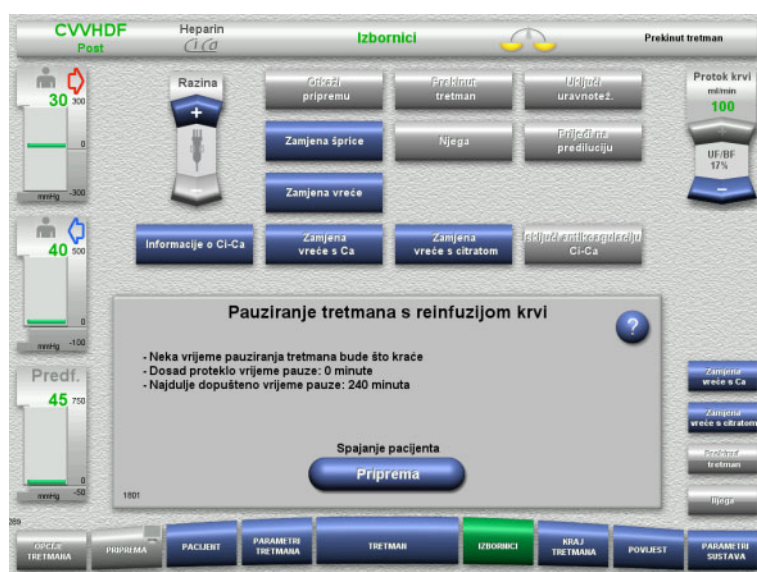 CVVHDF
Post
Heparin
Ci Ca
Izbornici
Prekinut tretman
30
300
0
mmHg
-300
Razina
+
-
Otkaži
pripremu
Prekinut
tretman
Uključi
uravnotež.
Zamjena šprice
Njega
Prijeđi na
prediluciju
Zamjena vreće
Protok krvi
ml/min
100
+
UF/BF
17%
-
40
500
0
mmHg
-100
Informacije o Ci-Ca
Zamjena
vreće s Ca
Zamjena
vreće s citratom
Isključi antikoagulaciju
Ci-Ca
Pauziranje tretmana s reinfuzijom krvi
?
- Neka vrijeme pauziranja tretmana bude što kraće
- Dosad proteklo vrijeme pauze: 0 minute
- Najdulje dopušteno vrijeme pauze: 240 minuta
Spajanje pacijenta
Priprema
1801
Predf.
45
750
0
mmHg
-50
Zamjena
vreće s Ca
Zamjena
vreće s citratom
Prekinut
tretman
Njega
OPCIJE
TRETMANA
PRIPREMA
PACIJENT
PARAMETRI
TRETMANA
TRETMAN
IZBORNICI
KRAJ
TRETMANA
POVIJEST
PARAMETRI
SUSTAVA